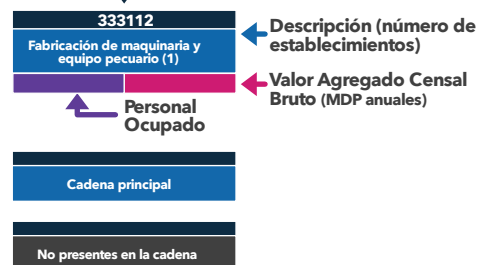 333112
Fabricación de maquinaria y
equipo pecuario (1)
Descripción (número de
establecimientos)
Valor Agregado Censal
Bruto (MDP anuales)
Personal
Ocupado
Cadena principal
No presentes en la cadena